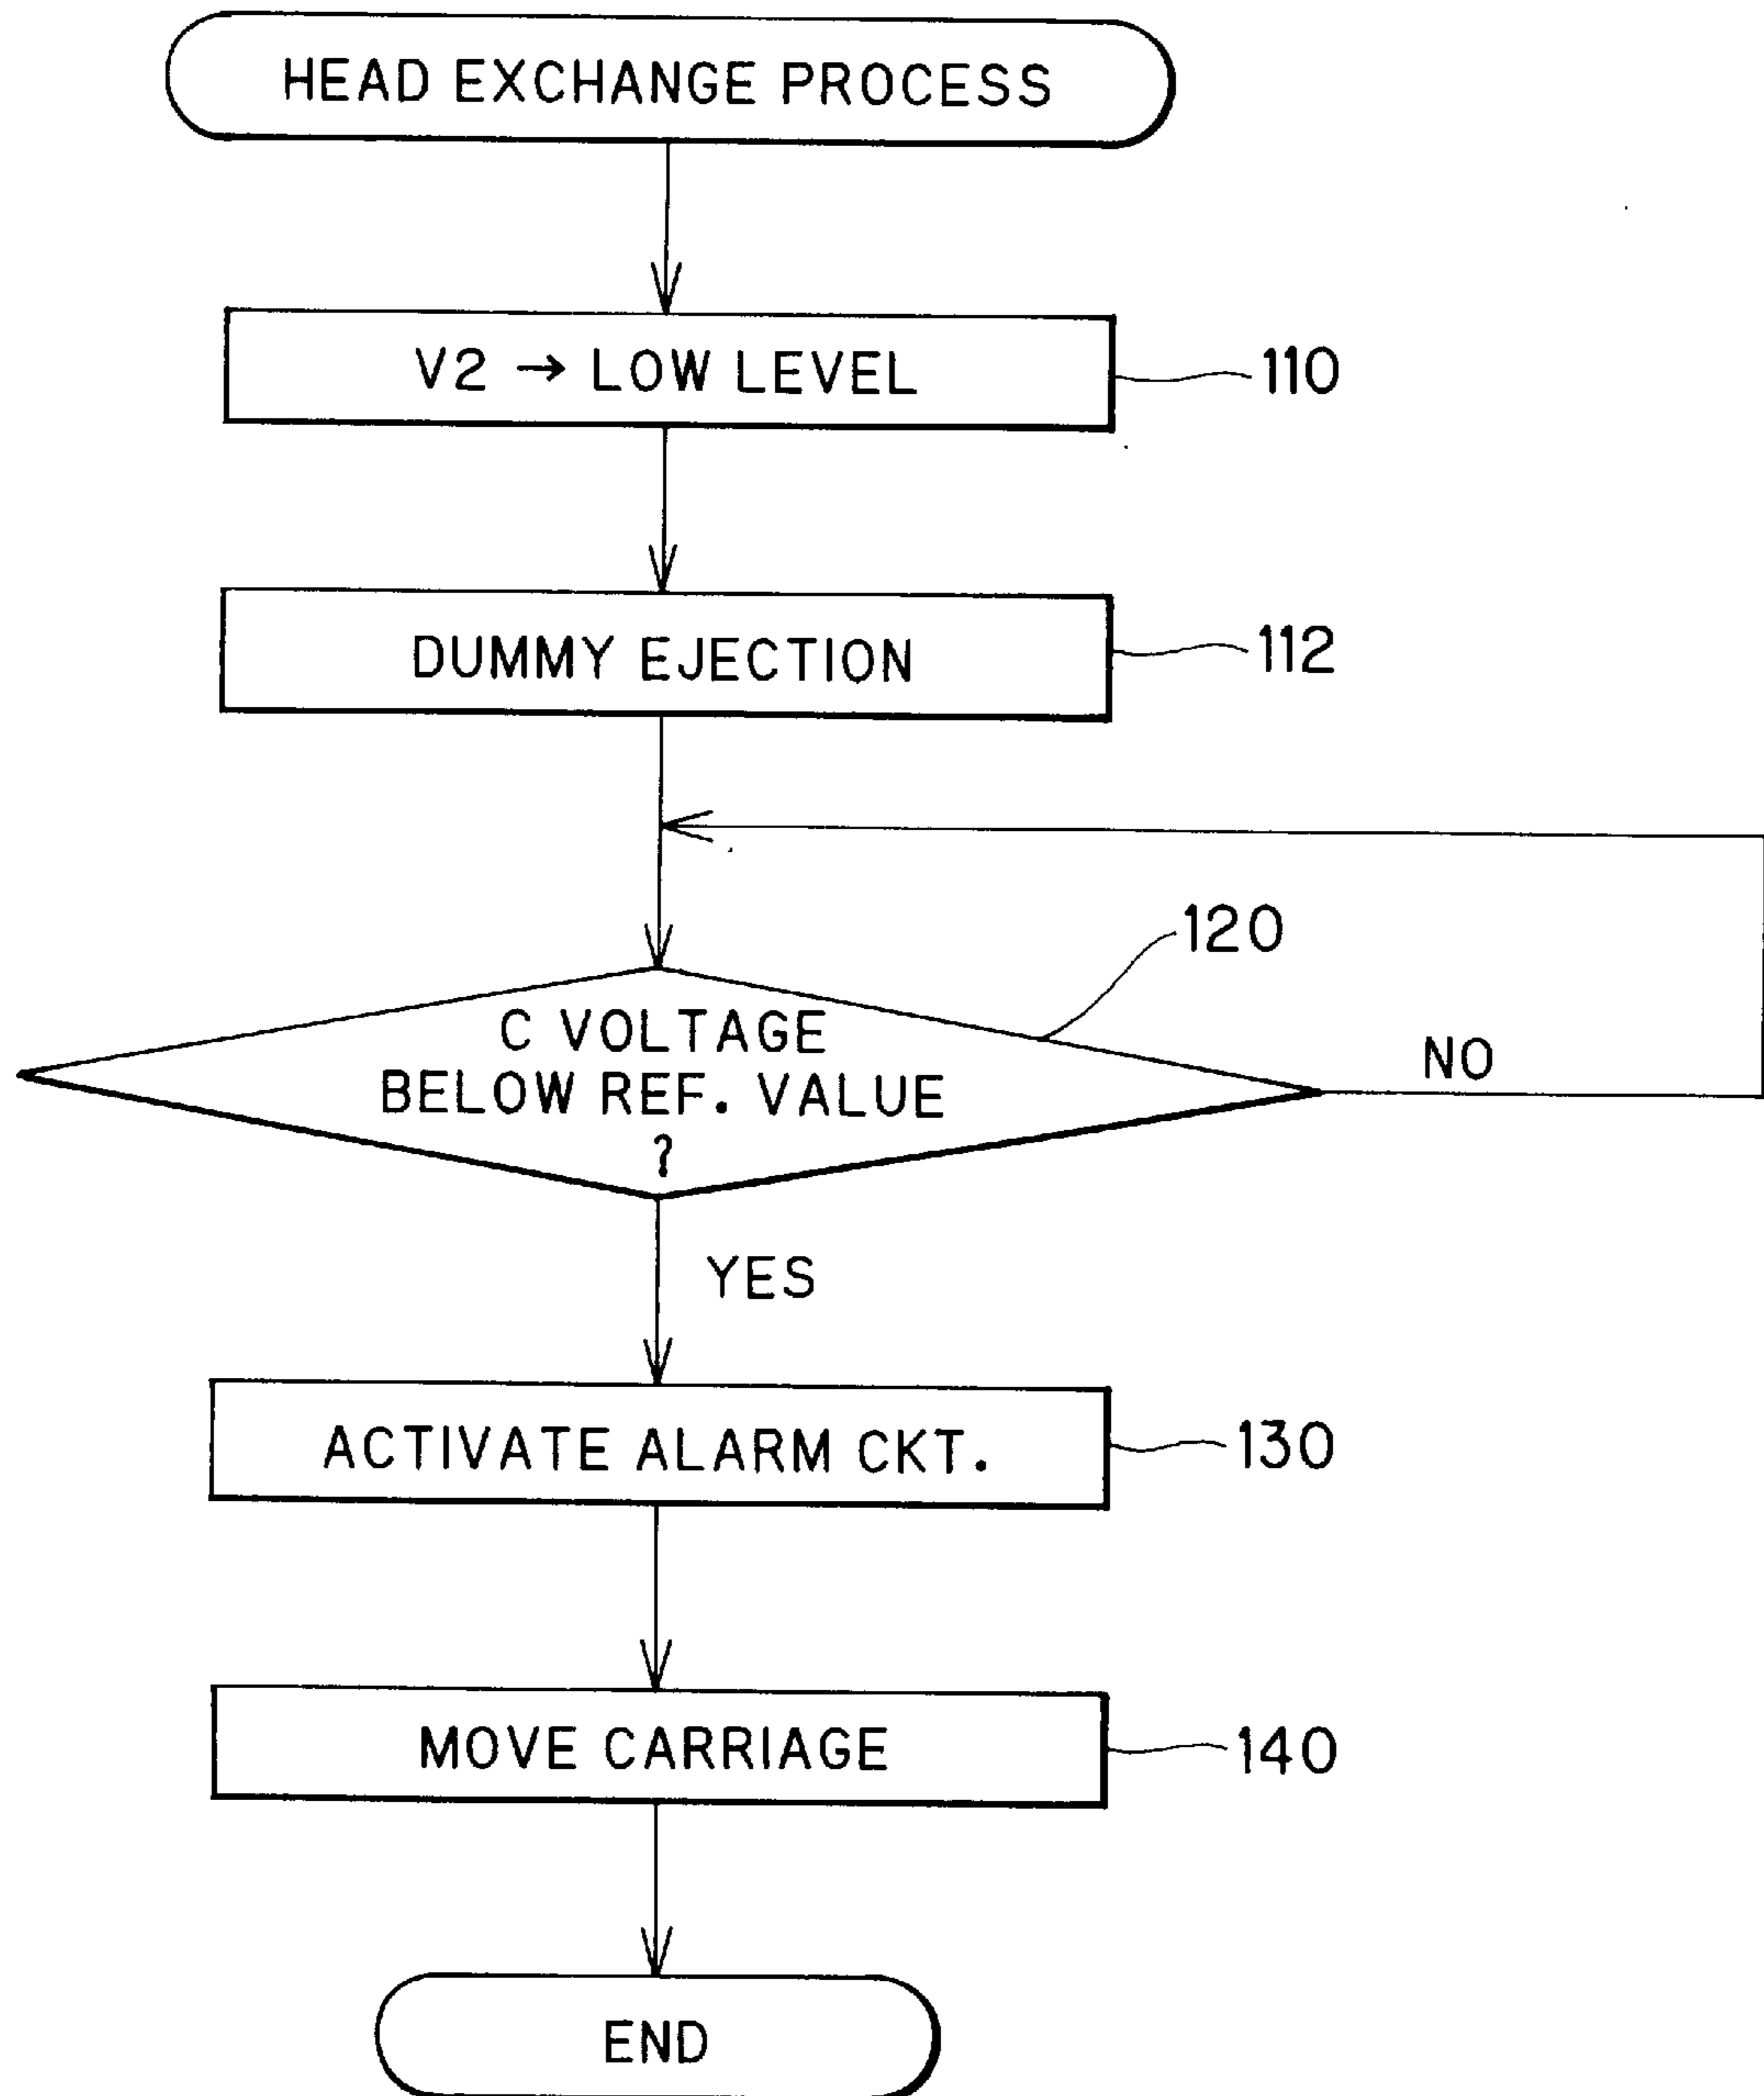 HEAD EXCHANGE PROCESS
V2 → LOW LEVEL
110
DUMMY EJECTION
112
120
C VOLTAGE
BELOW REF. VALUE
?
NO
YES
ACTIVATE ALARM CKT.
130
MOVE CARRIAGE
140
END